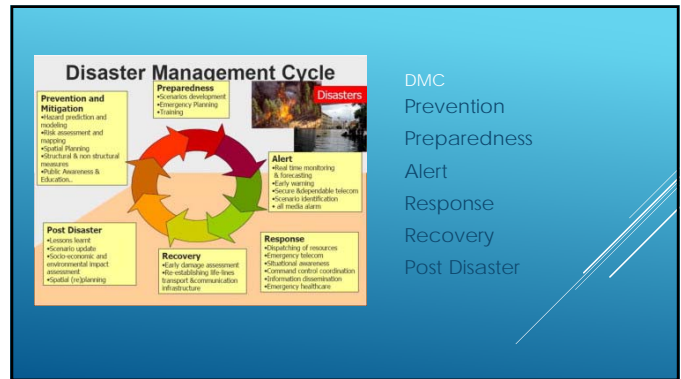 Disaster Management Cycle
Prevention and
Mitigation
•Hazard prediction and
modeling
•Risk assessment and
mapping
•Spatial Planning
•Structural & non structural
measures
•Public Awareness &
Education...
Preparedness
•Scenarios development
•Emergency Planning
•Training
Disasters
Alert
•Real time monitoring
& forecasting
•Early warning
•Secure &dependable telecom
•Scenario identification
• all media alarm
Response
•Dispatching of resources
•Emergency telecom
•Situational awareness
•Command control coordination
•Information dissemination
•Emergency healthcare
Recovery
•Early damage assessment
•Re-establishing life-lines
transport &communication
infrastructure
Post Disaster
•Lessons learnt
•Scenario update
•Socio-economic and
environmental impact
assessment
•Spatial (re)planning
DMC
Prevention
Preparedness
Alert
Response
Recovery
Post Disaster